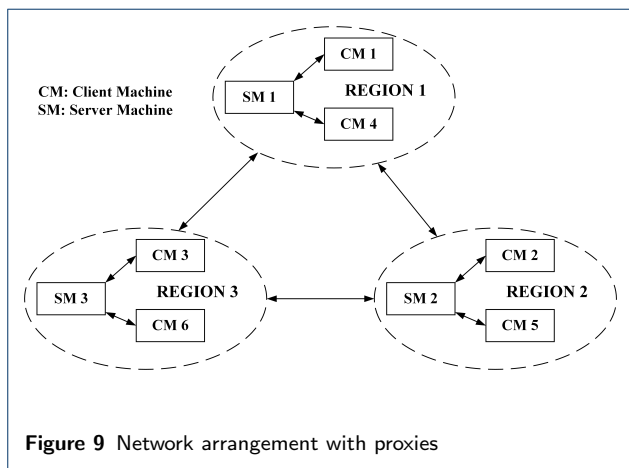 CM: Client Machine
SM: Server Machine
CM 1
SM 1
REGION 1
CM 4
CM 3
SM 3
REGION 3
CM 6
CM 2
SM 2
REGION 2
CM 5
Figure 9 Network arrangement with proxies